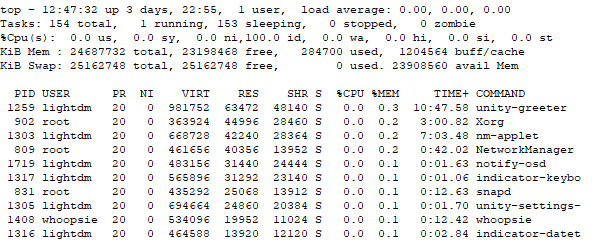 top - 12:47:32 up 3 days, 22:55,  1 user,  load average: 0.00, 0.00, 0.00
Tasks: 154 total,   1 running, 153 sleeping,   0 stopped,   0 zombie
%Cpu(s):  0.0 us,  0.0 sy,  0.0 ni,100.0 id,  0.0 wa,  0.0 hi,  0.0 si,  0.0 st
KiB Mem : 24687732 total, 23198468 free,   284700 used,  1204564 buff/cache
KiB Swap: 25162748 total, 25162748 free,        0 used. 23908560 avail Mem
PID USER      PR  NI    VIRT    RES    SHR S  %CPU %MEM     TIME+ COMMAND
1259 lightdm   20   0  981752  63472  48140 S   0.0  0.3  10:47.58 unity-greeter
902 root      20   0  363924  44996  28460 S   0.0  0.2   3:00.82 Xorg
1303 lightdm   20   0  668728  42240  28364 S   0.0  0.2   7:03.48 nm-applet
809 root      20   0  461656  40356  13952 S   0.0  0.2   0:42.02 NetworkManager
1719 lightdm   20   0  483156  31440  24444 S   0.0  0.1   0:01.63 notify-osd
1317 lightdm   20   0  565896  31292  23140 S   0.0  0.1   0:01.06 indicator-keybo
831 root      20   0  435292  25068  13912 S   0.0  0.1   0:12.63 snapd
1305 lightdm   20   0  694664  24860  20384 S   0.0  0.1   0:01.70 unity-settings-
1408 whoopsie  20   0  534096  19952  11024 S   0.0  0.1   0:12.42 whoopsie
1316 lightdm   20   0  464588  13920  12120 S   0.0  0.1   0:02.84 indicator-datet